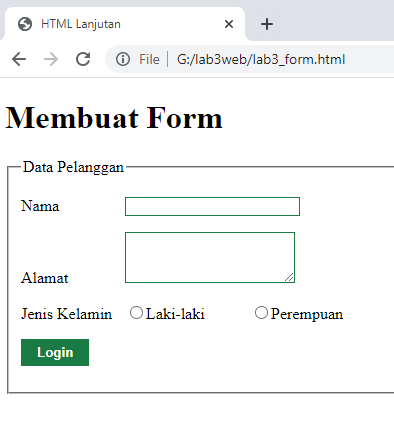 HTML Lanjutan
File G:/lab3web/lab3_form.html
Membuat Form
Data Pelanggan
Nama
Alamat
Jenis Kelamin Laki-laki Perempuan
Login